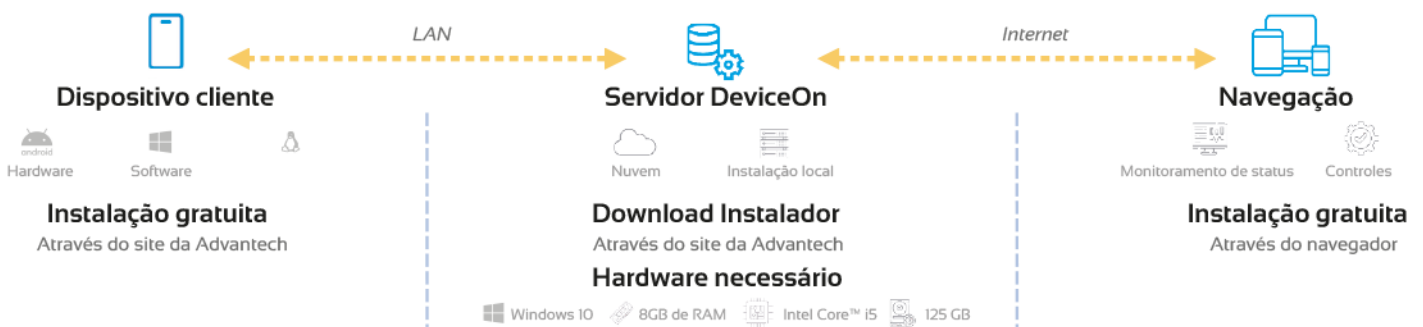 LAN
Internet
Dispositivo cliente
Servidor DeviceOn
Navegação
android
Hardware
Software
Nuvem
Instalação local
Monitoramento de status
Controles
Instalação gratuita
Através do site da Advantech
Download Instalador
Através do site da Advantech
Instalação gratuita
Através do navegador
Hardware necessário
Windows 10
8GB de RAM
Intel Core™ i5
125 GB